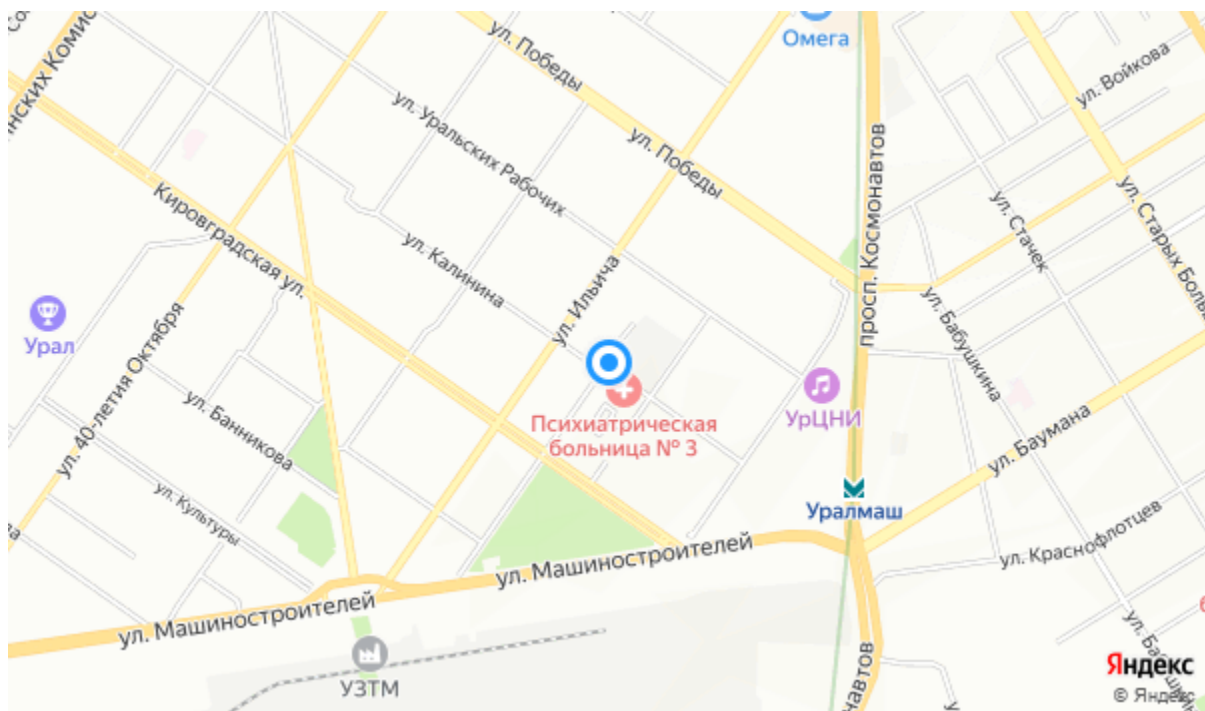 ул. Победы
Омега
ул. Войкова
ул. Уральских Рабочих
ул. Победы
просп. Космонавтов
ул. Стачек
ул. Старых Боль
Кировградская ул.
ул. Калинина
ул. Ильича
ул. Бабушкина
Урал
ул. 40-летия Октября
УрЦНИ
Психиатрическая
больница № 3
ул. Банникова
ул. Баумана
ул. Культуры
Уралмаш
ул. Краснофлотцев
ул. Машиностроителей
ул. Машиностроителей
УЗТМ
Яндекс
© Яндекс